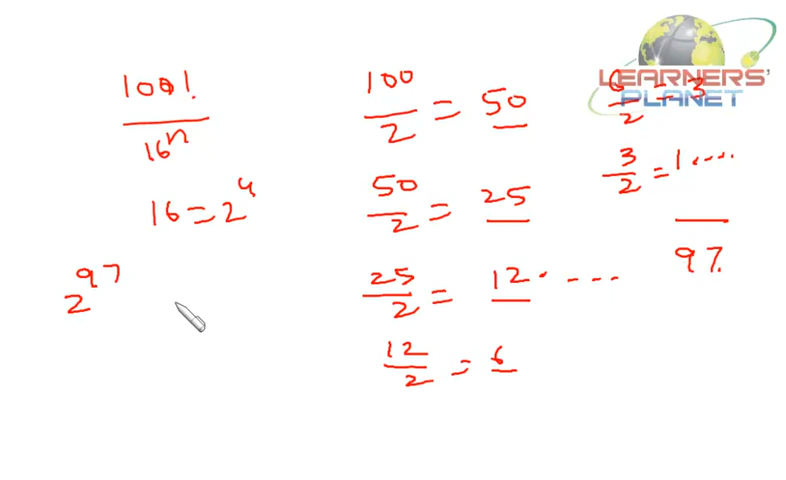 100!
16^n
16 = 2^4
2^97
100/2 = 50
50/2 = 25
25/2 = 12. ...
12/2 = 6
LEARNERS'
PLANET
6/2 = 3
3/2 = 1 ....
97.